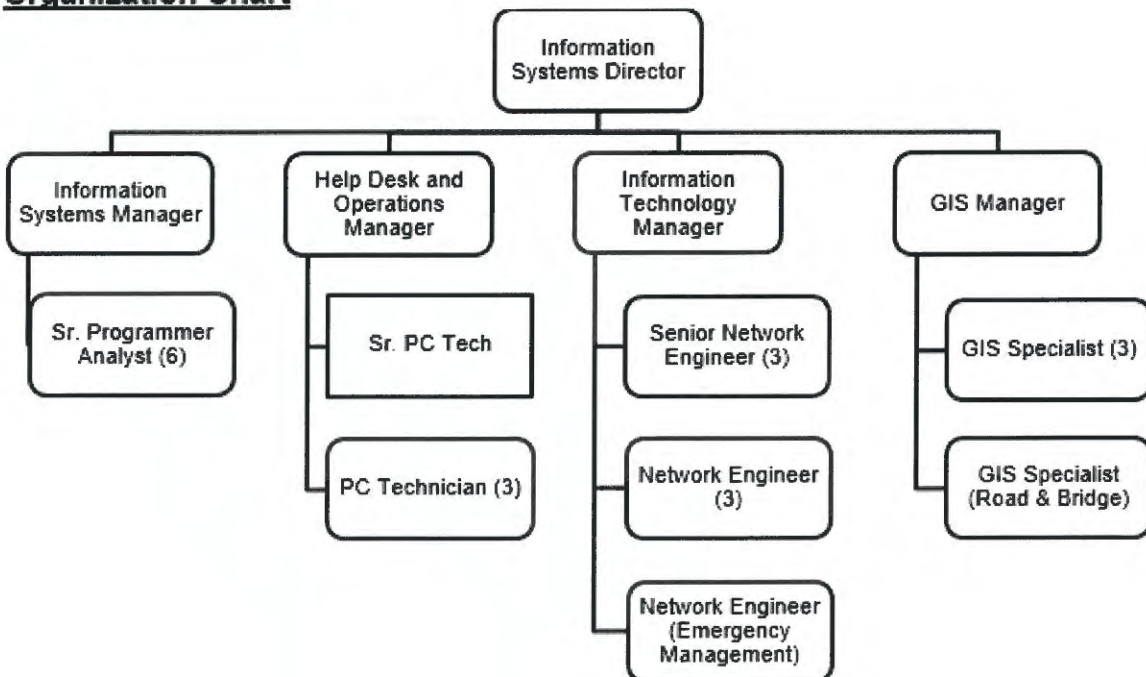 Organization Chart
Information
Systems Director
Information
Systems Manager
Help Desk and
Operations
Manager
Information
Technology
Manager
GIS Manager
Sr. Programmer
Analyst (6)
Sr. PC Tech
Senior Network
Engineer (3)
GIS Specialist (3)
PC Technician (3)
Network Engineer
(3)
GIS Specialist
(Road & Bridge)
Network Engineer
(Emergency
Management)